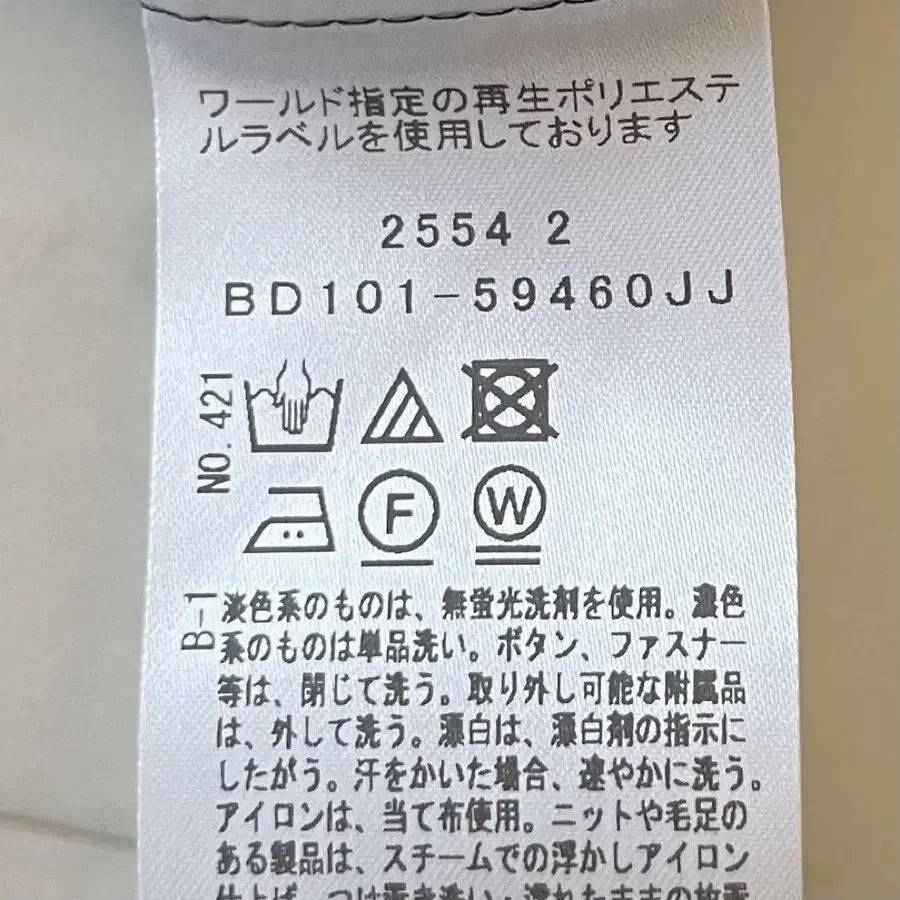 ワールド指定の再生ポリエステ
ルラベルを使用しております
2554 2
BD101-59460JJ
NO. 421
F W
B-1
淡色系のものは、無蛍光洗剤を使用。濃色
系のものは単品洗い。ボタン、ファスナー
等は、閉じて洗う。取り外し可能な附属品
は、外して洗う。漂白は、漂白剤の指示に
したがう。汗をかいた場合、速やかに洗う。
アイロンは、当て布使用。ニットや毛足の
ある製品は、スチームでの浮かしアイロン